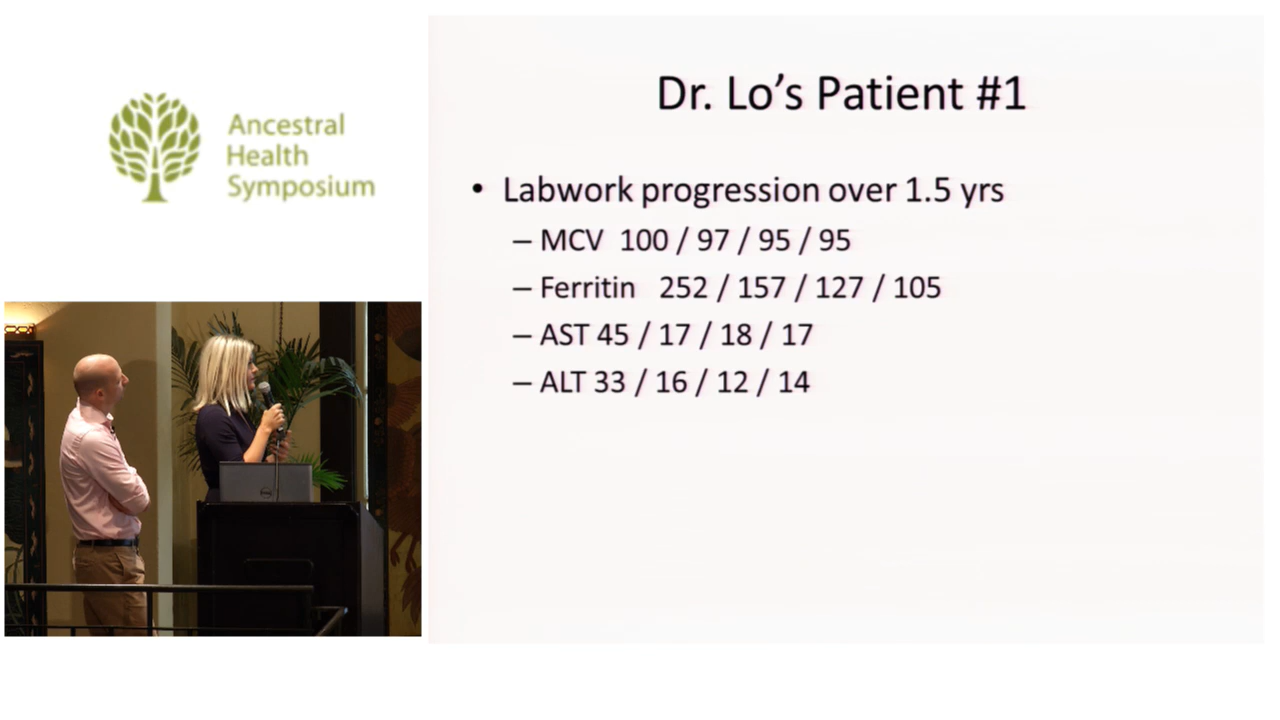 Ancestral
Health
Symposium
Dr. Lo's Patient #1
• Labwork progression over 1.5 yrs
– MCV 100 / 97 / 95 / 95
– Ferritin 252 / 157 / 127 / 105
– AST 45 / 17 / 18 / 17
– ALT 33 / 16 / 12 / 14